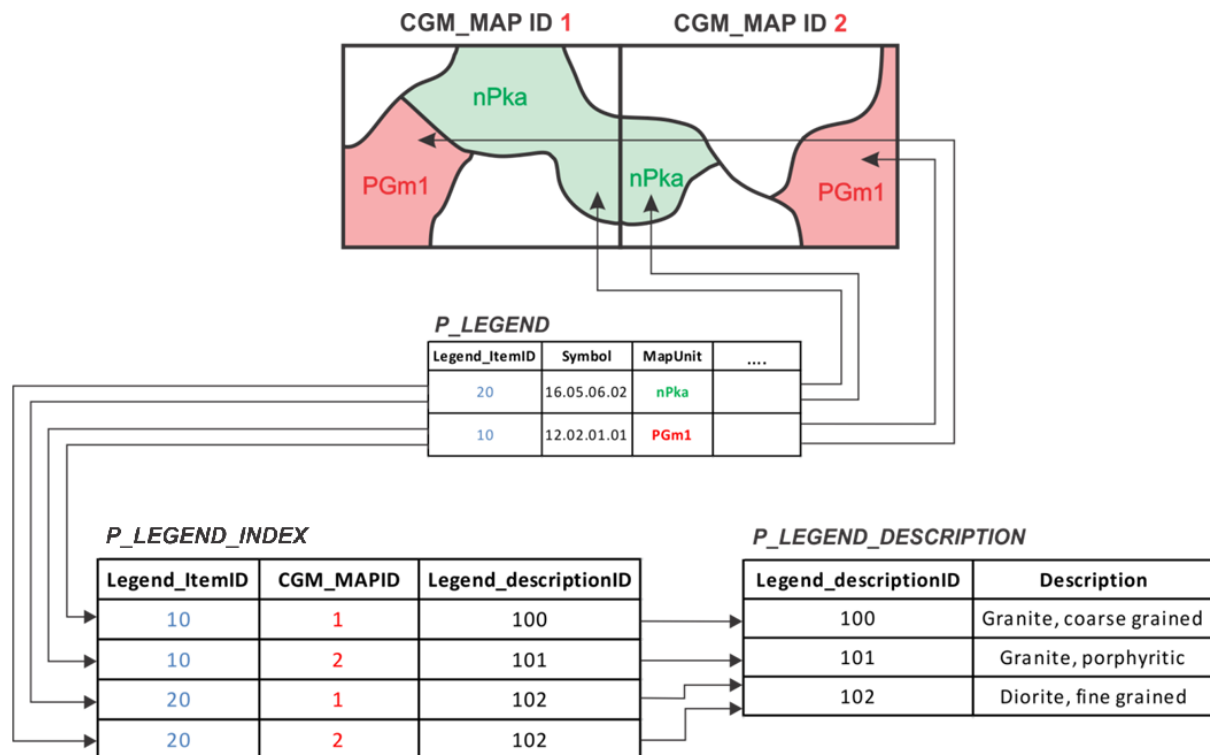 CGM_MAP ID 1 CGM_MAP ID 2
nPka
nPka
PGm1
PGm1
P_LEGEND
Legend_ItemID Symbol MapUnit ....
20 16.05.06.02 nPka
10 12.02.01.01 PGm1
P_LEGEND_INDEX
Legend_ItemID CGM_MAPID Legend_descriptionID
10 1 100
10 2 101
20 1 102
20 2 102
P_LEGEND_DESCRIPTION
Legend_descriptionID Description
100 Granite, coarse grained
101 Granite, porphyritic
102 Diorite, fine grained